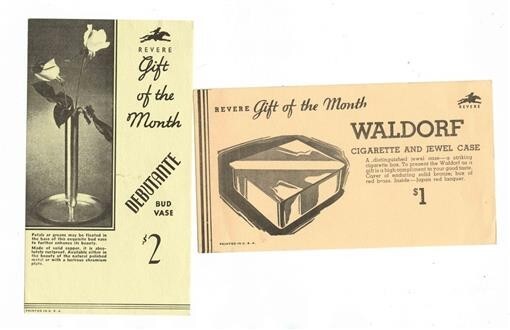 REVERE
Gift
of the
Month
DEBUTANTE
BUD
VASE
$2
Petals or greens may be floated in
the base of this exquisite bud vase
to further enhance its beauty.
Made of solid copper, it is abso-
lutely rustproof. Available either in
the beauty of the natural polished
metal or with a lustrous chromium
plate.
PRINTED IN U. S. A.
REVERE Gift of the Month
REVERE
WALDORF
CIGARETTE AND JEWEL CASE
A distinguished jewel case—a striking
cigarette box. To present the Waldorf as a
gift is a high compliment to your good taste.
Cover of enduring solid bronze; box of
red brass. Inside—Japan red lacquer.
$1
PRINTED IN U. S. A.